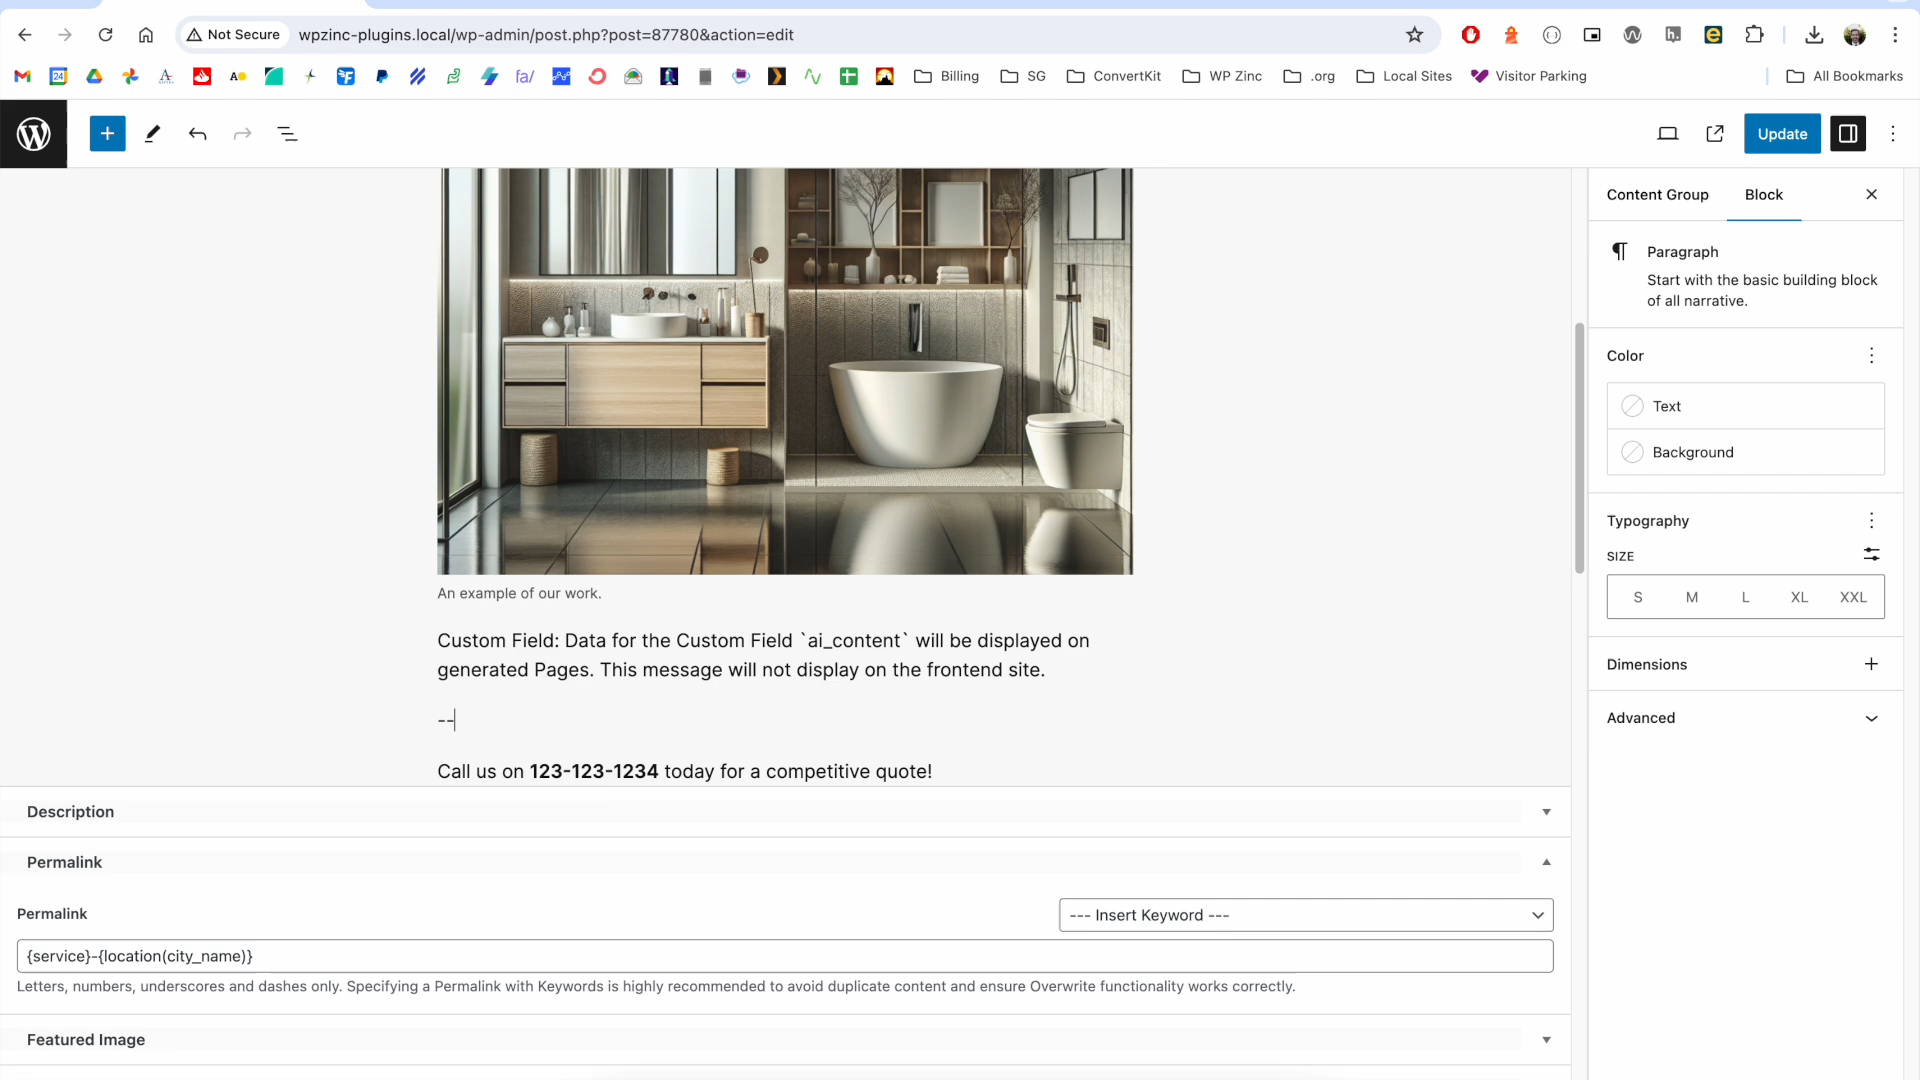 Not Secure wpzinc-plugins.local/wp-admin/post.php?post=87780&action=edit
Billing SG ConvertKit WP Zinc .org Local Sites Visitor Parking All Bookmarks
Update
Content Group Block
Paragraph
Start with the basic building block
of all narrative.
Color
Text
Background
Typography
SIZE
S M L XL XXL
Dimensions
Advanced
An example of our work.
Custom Field: Data for the Custom Field `ai_content` will be displayed on
generated Pages. This message will not display on the frontend site.
--
Call us on 123-123-1234 today for a competitive quote!
Description
Permalink
Permalink
--- Insert Keyword ---
{service}-{location(city_name)}
Letters, numbers, underscores and dashes only. Specifying a Permalink with Keywords is highly recommended to avoid duplicate content and ensure Overwrite functionality works correctly.
Featured Image